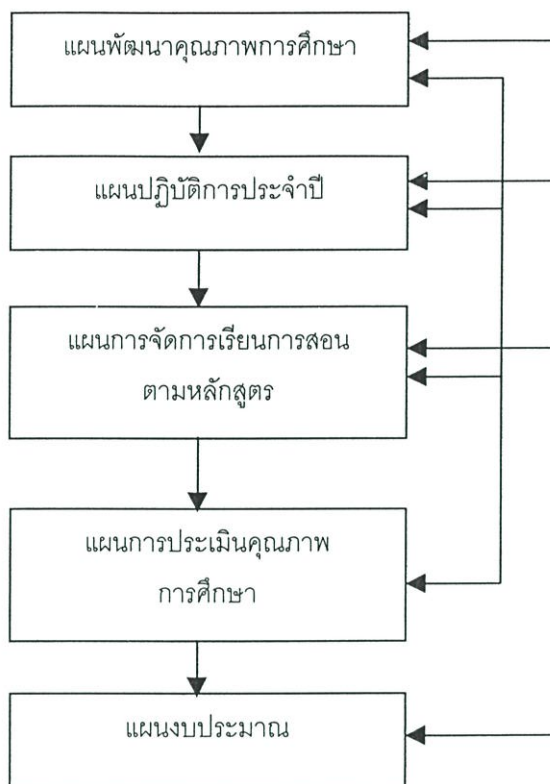 แผนพัฒนาคุณภาพการศึกษา
แผนปฏิบัติการประจำปี
แผนการจัดการเรียนการสอน
ตามหลักสูตร
แผนการประเมินคุณภาพ
การศึกษา
แผนงบประมาณ